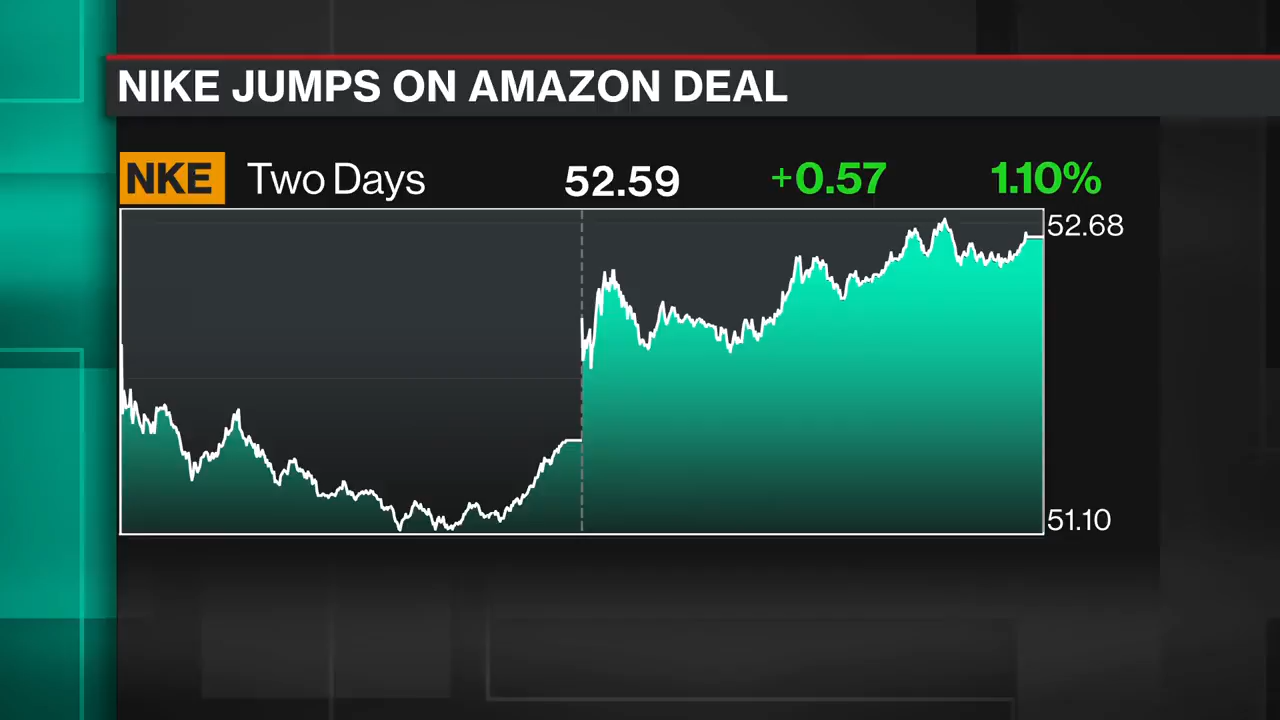 NIKE JUMPS ON AMAZON DEAL
NKE Two Days 52.59 +0.57 1.10%
52.68
51.10